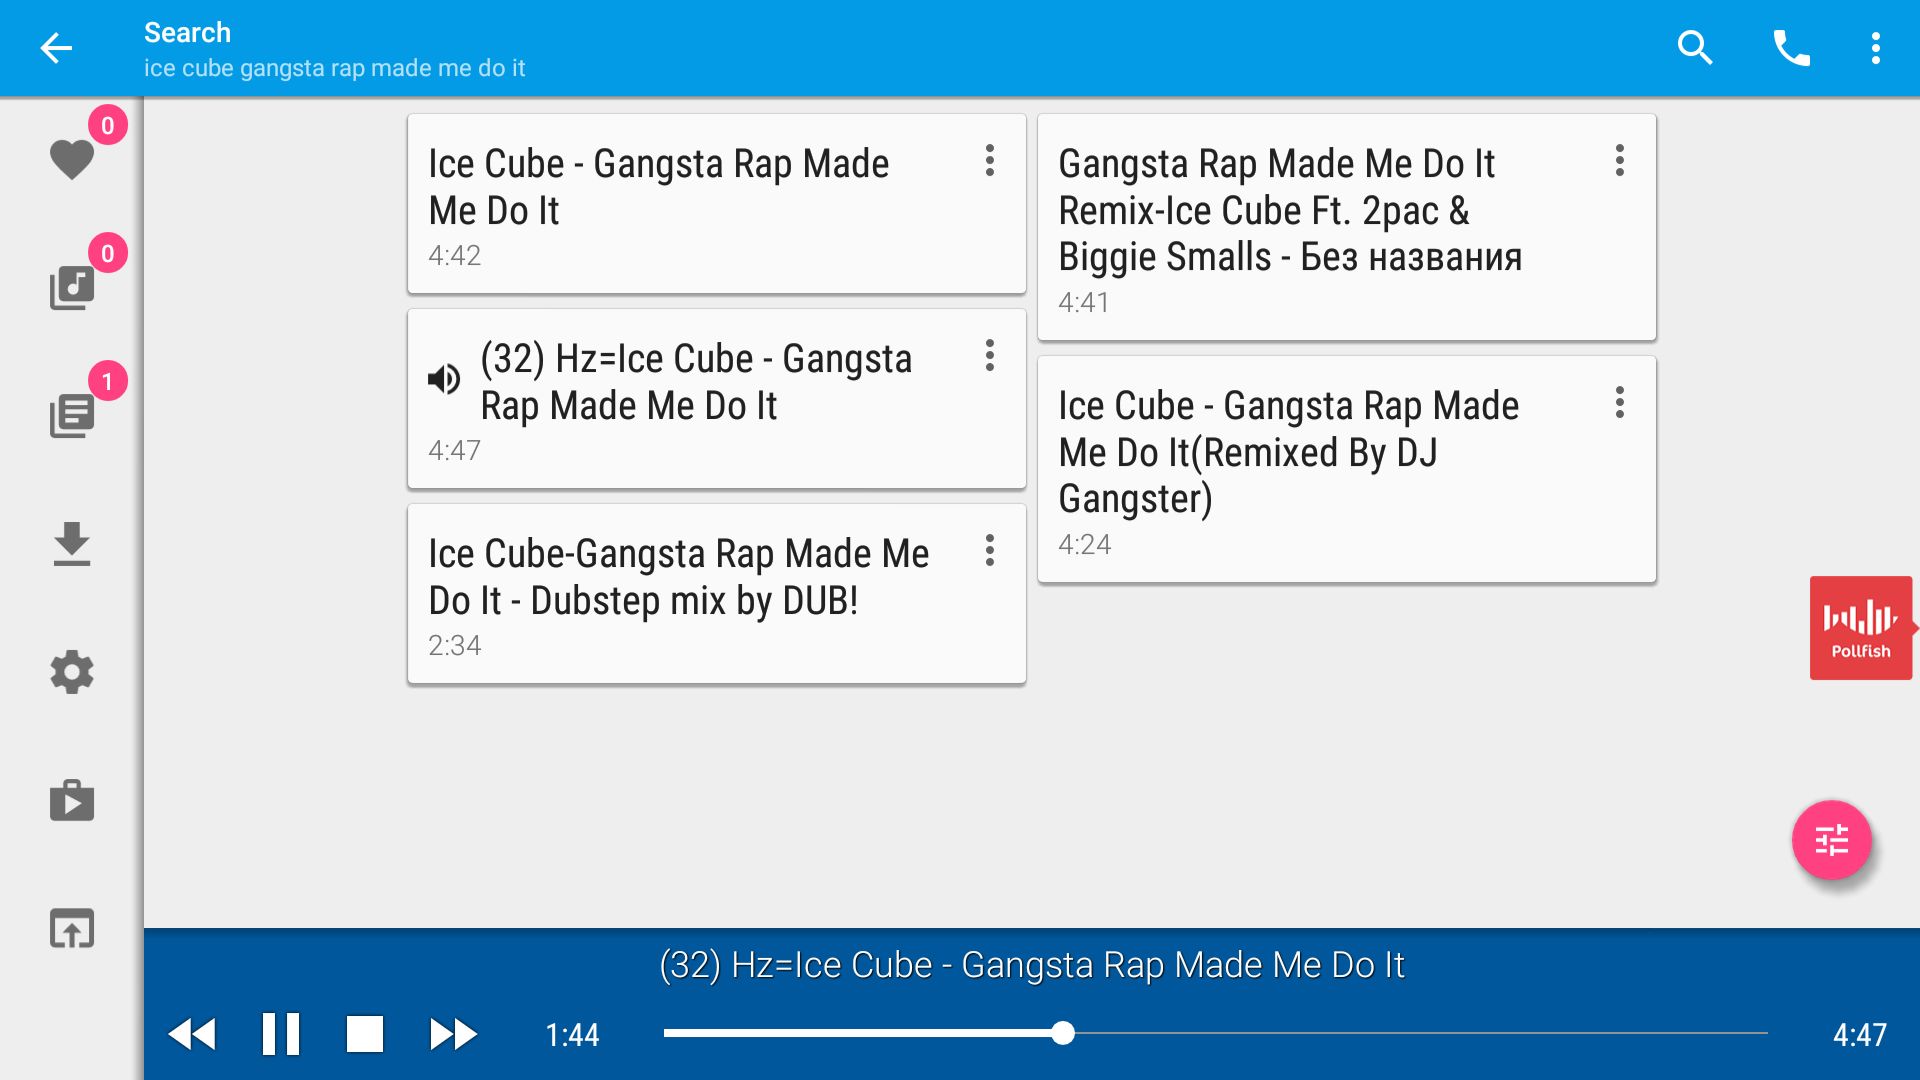 Search
ice cube gangsta rap made me do it
0
0
1
Ice Cube - Gangsta Rap Made
Me Do It
4:42
(32) Hz=Ice Cube - Gangsta
Rap Made Me Do It
4:47
Ice Cube-Gangsta Rap Made Me
Do It - Dubstep mix by DUB!
2:34
Gangsta Rap Made Me Do It
Remix-Ice Cube Ft. 2pac &
Biggie Smalls - Без названия
4:41
Ice Cube - Gangsta Rap Made
Me Do It(Remixed By DJ
Gangster)
4:24
Pollfish
(32) Hz=Ice Cube - Gangsta Rap Made Me Do It
1:44
4:47